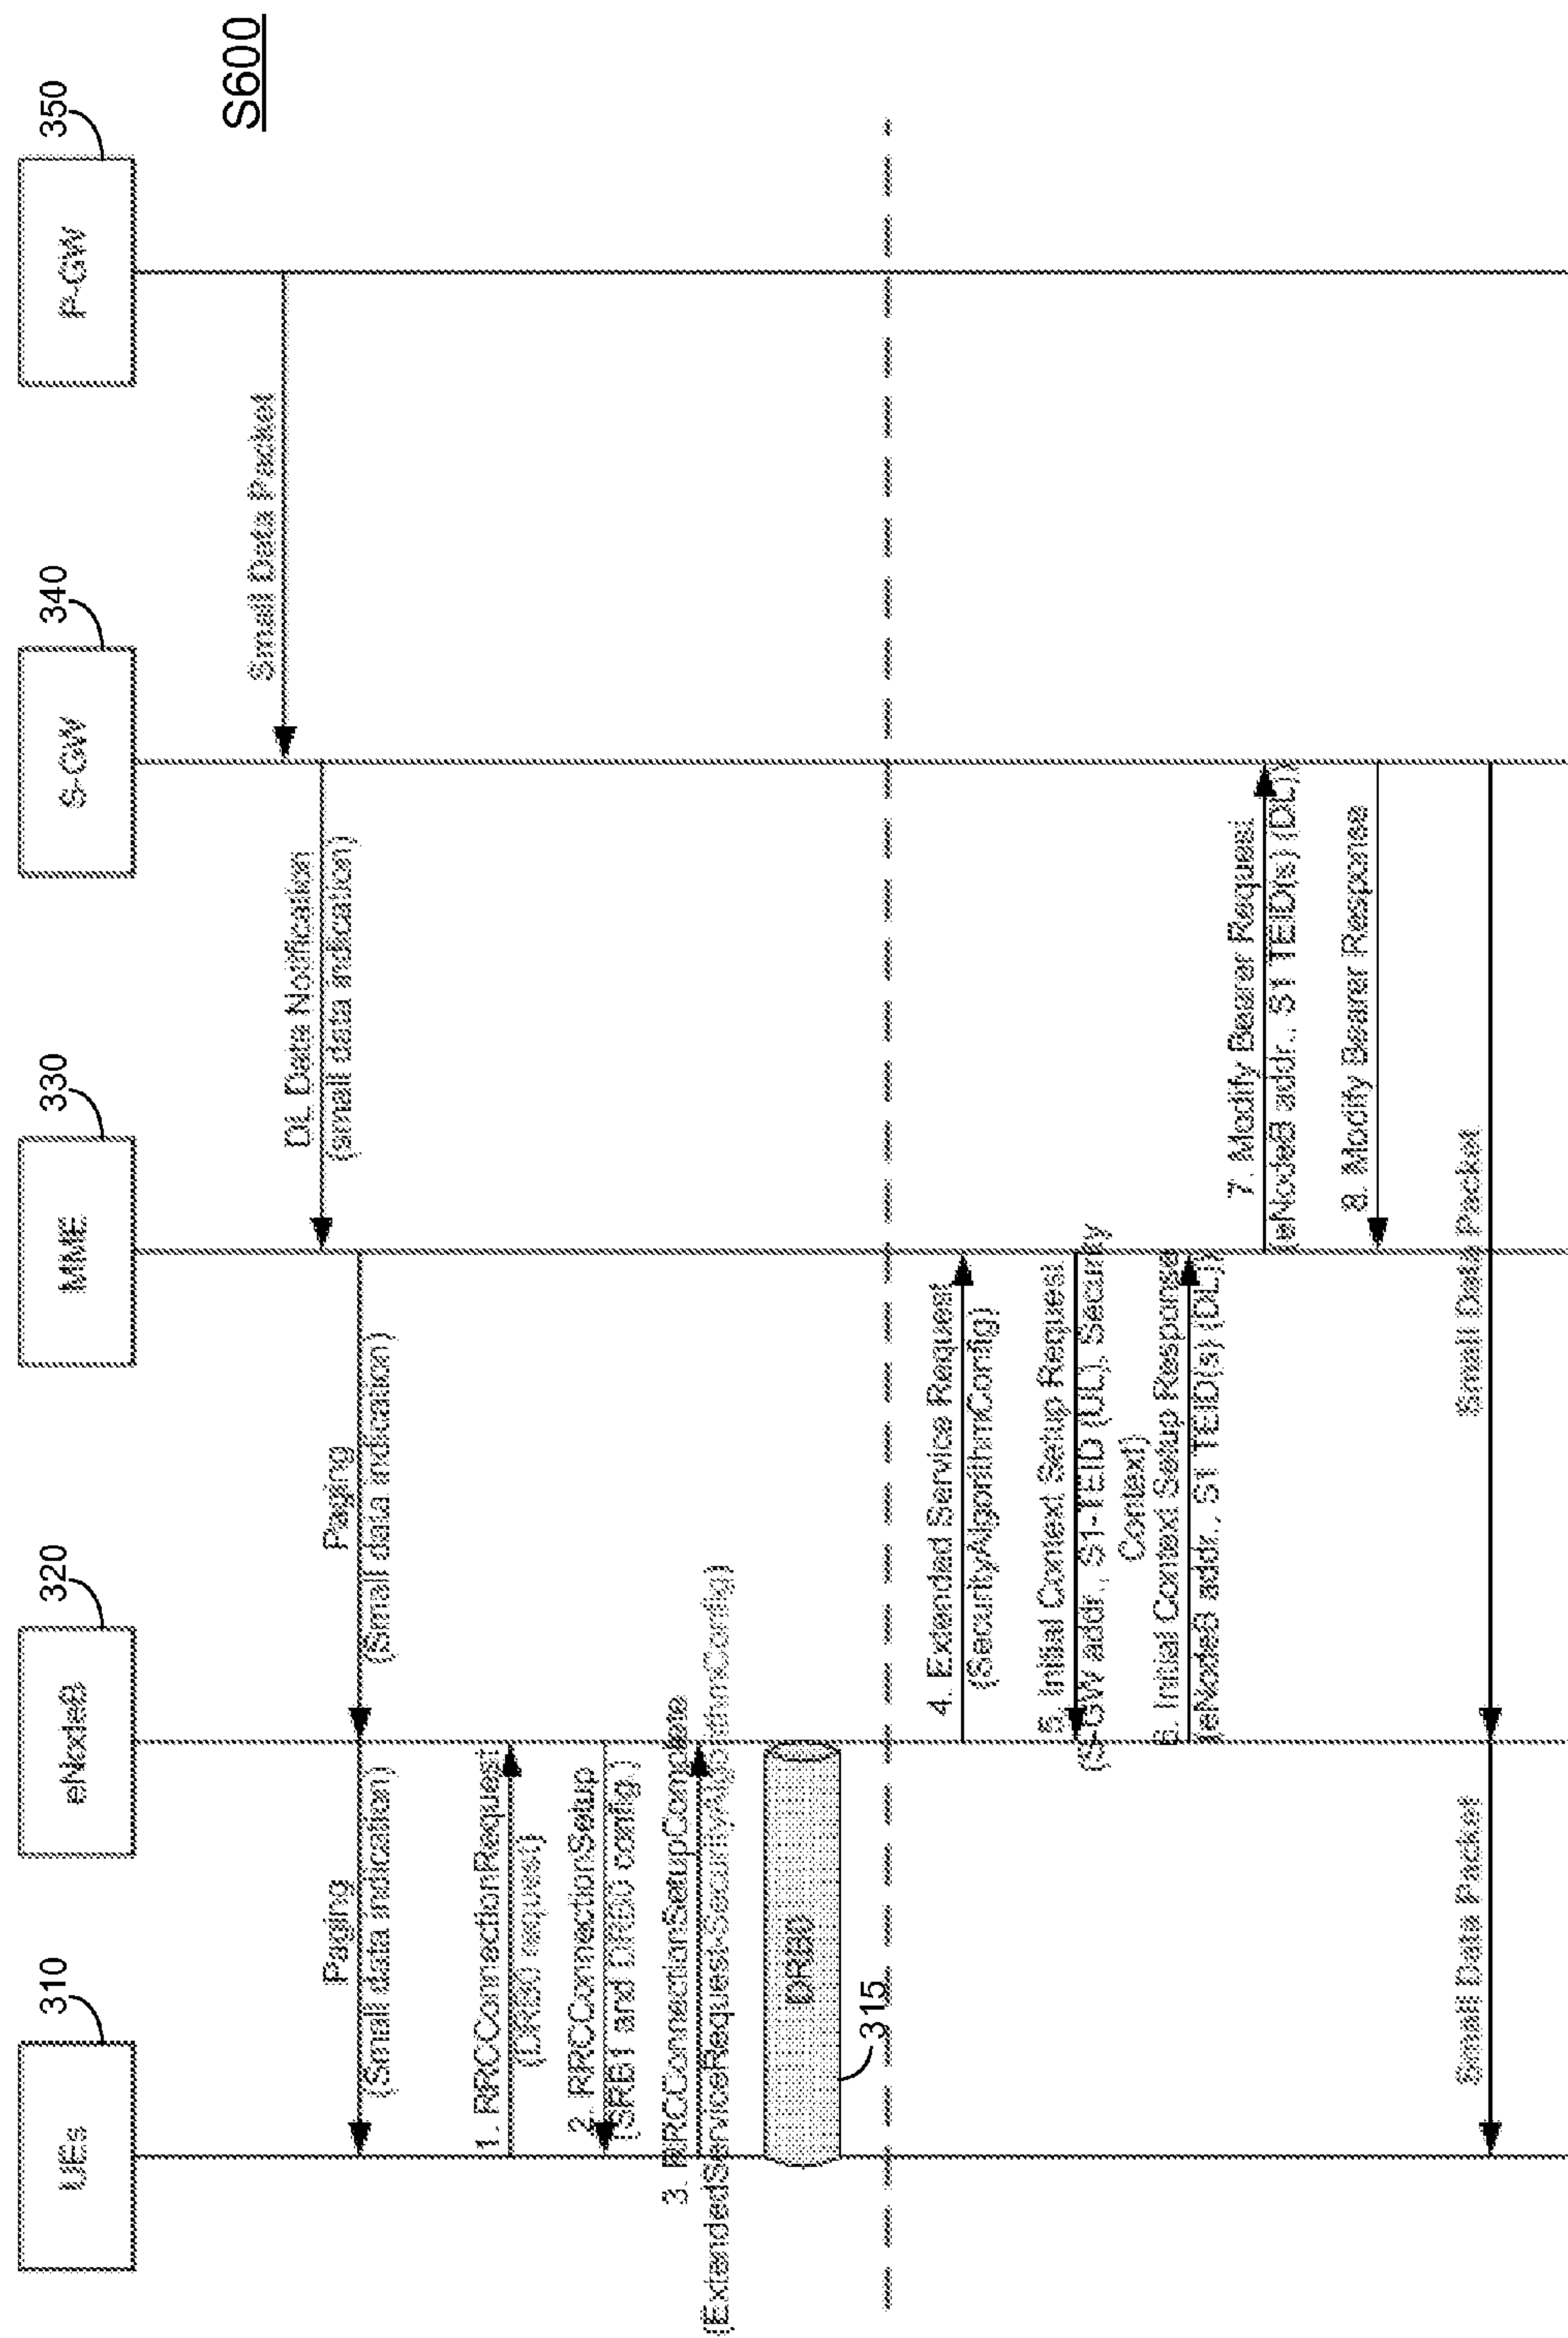 S600
310
320
330
340
350
UEs
eNodeB
MME
S-GW
P-GW
Small Data Packet
DL Data Notification
(small data indication)
Paging
(Small data indication)
Paging
(Small data indication)
1. RRCConnectionRequest
(DRB0 request)
2. RRCConnectionSetup
(SRB1 and DRB0 config.)
3. RRCConnectionSetupComplete
(ExtendedServiceRequest-SecurityAlgorithmConfig)
DRB0
315
4. Extended Service Request
(SecurityAlgorithmConfig)
5. Initial Context Setup Request
(S-GW addr., S1-TEID (UL), Security
Context)
6. Initial Context Setup Response
(eNodeB addr., S1 TEID(s) (DL))
7. Modify Bearer Request
(eNodeB addr., S1 TEID(s) (DL))
8. Modify Bearer Response
Small Data Packet
Small Data Packet